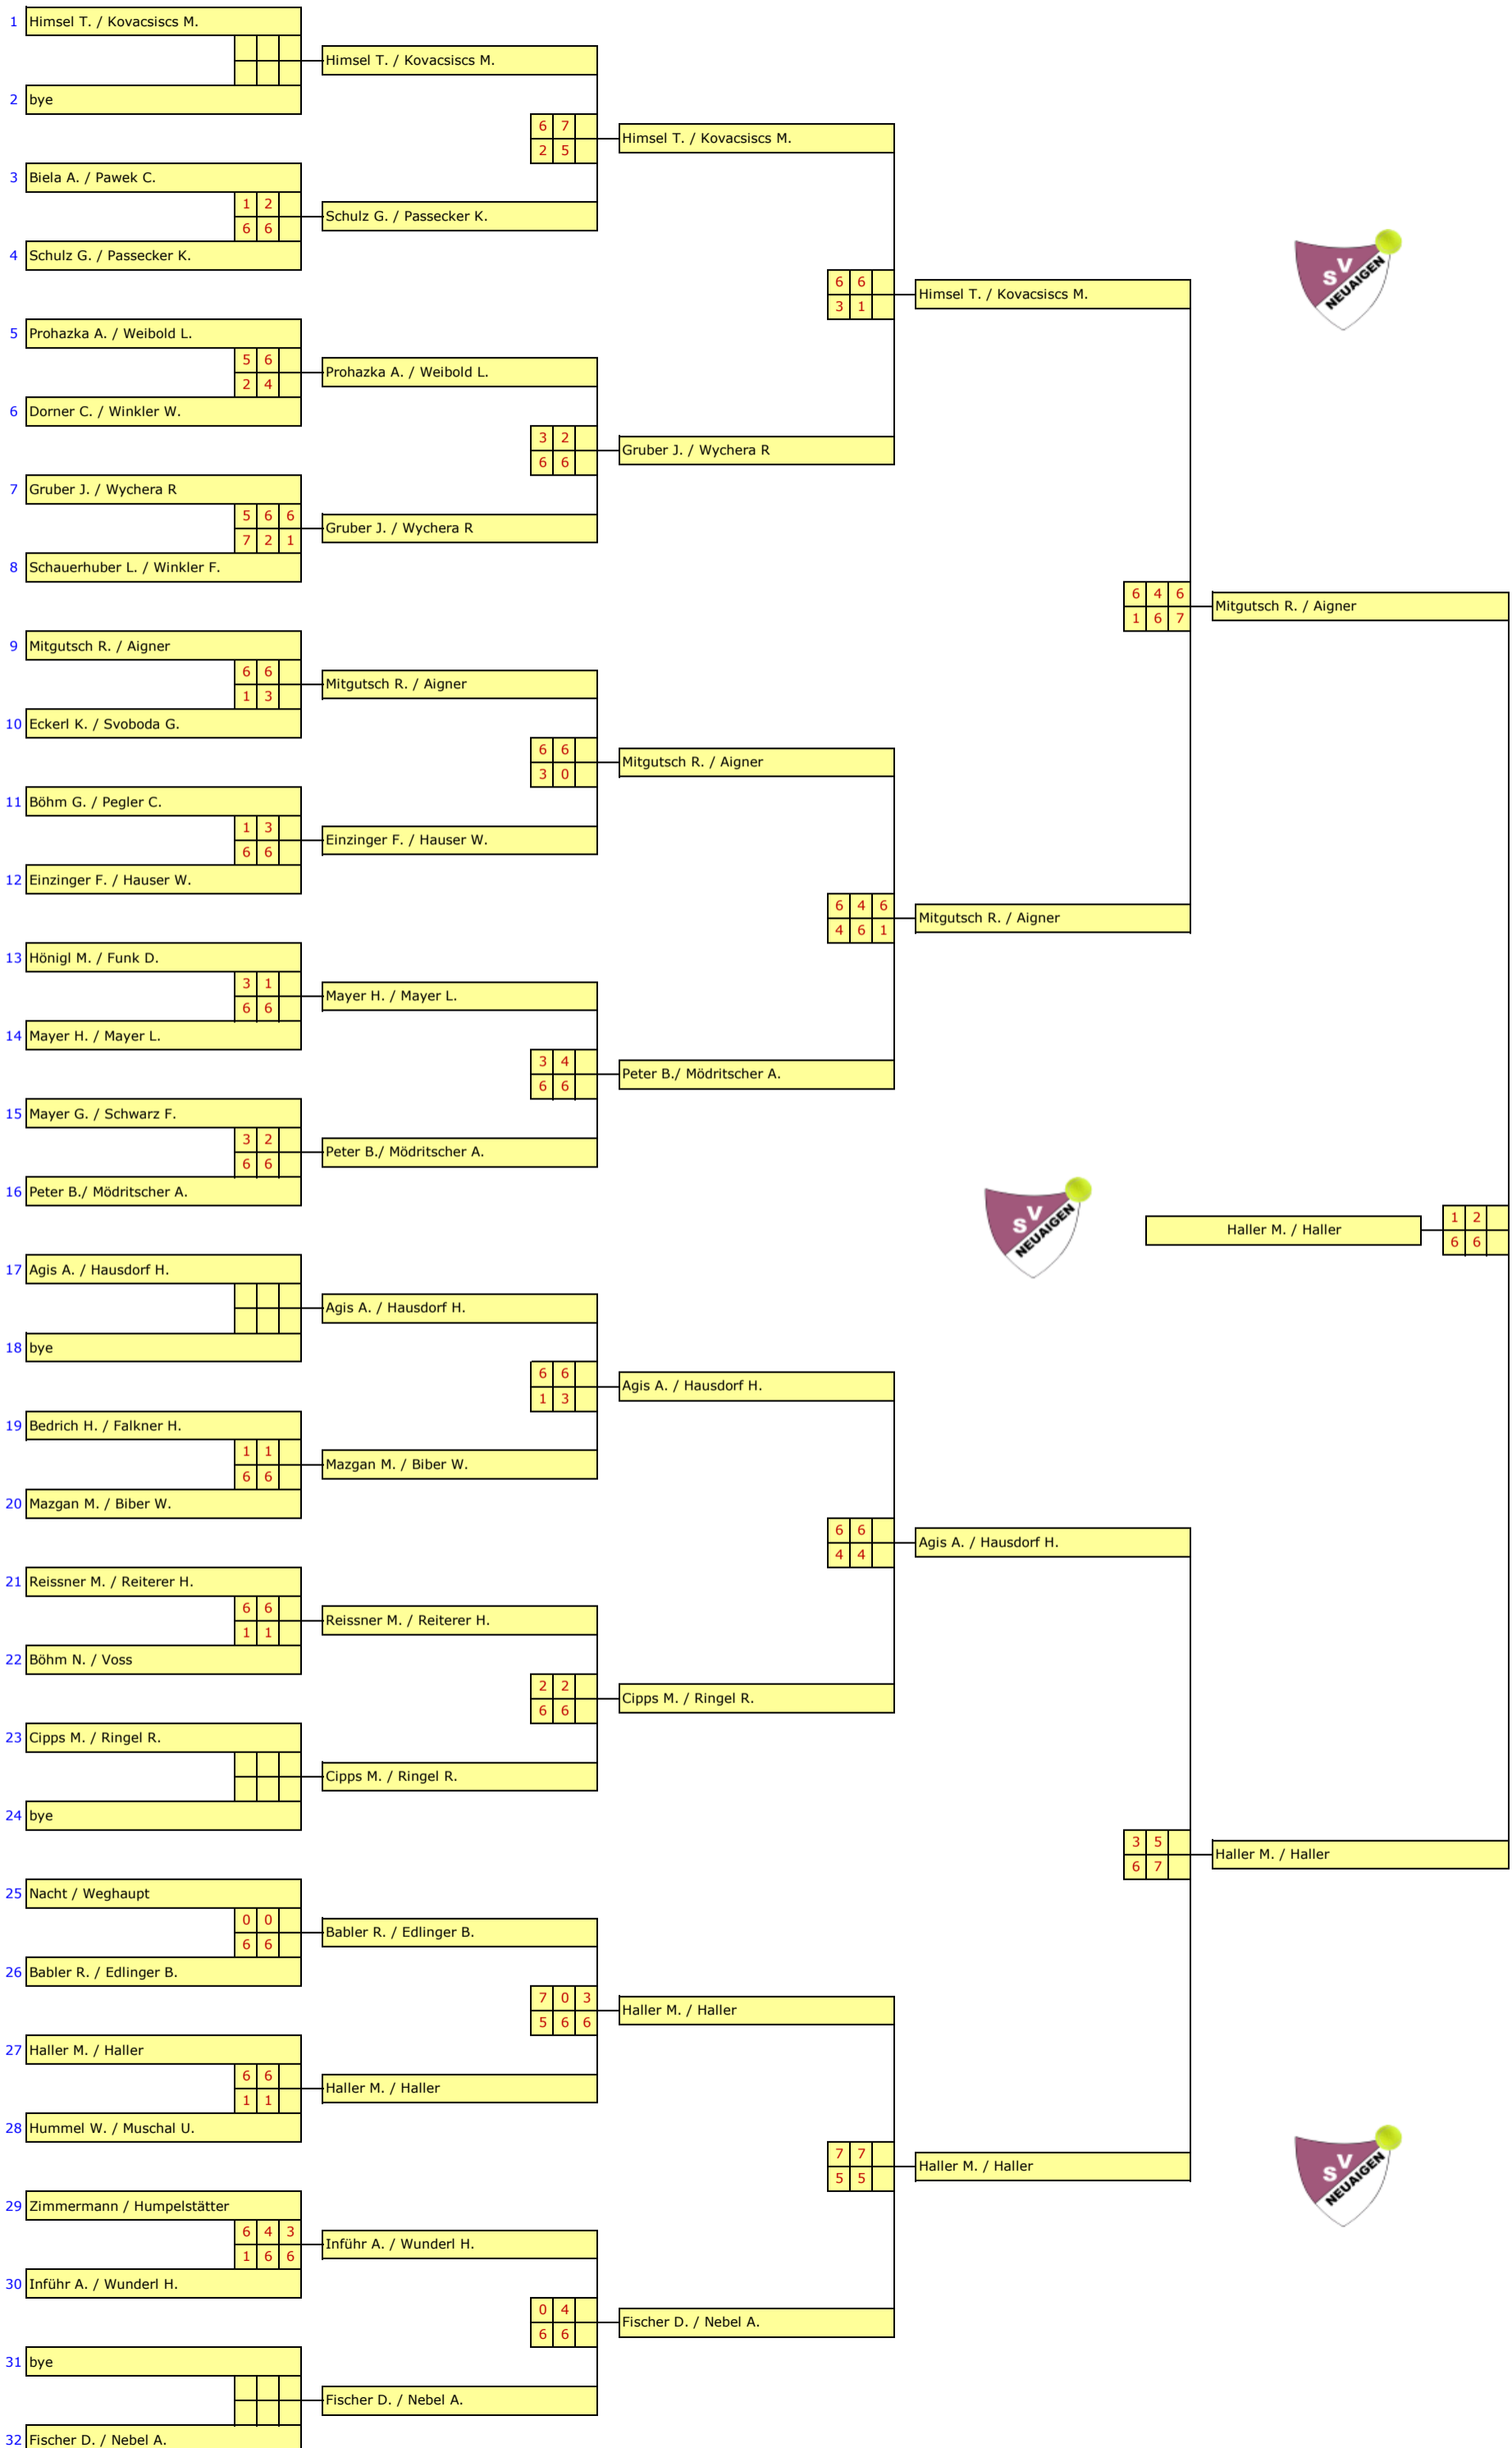 1 Himsel T. / Kovacsiscs M.
Himsel T. / Kovacsiscs M.
2 bye
6 7
Himsel T. / Kovacsiscs M.
2 5
3 Biela A. / Pawek C.
1 2
Schulz G. / Passecker K.
6 6
4 Schulz G. / Passecker K.
6 6
Himsel T. / Kovacsiscs M.
3 1
SV NEUAIGEN
5 Prohazka A. / Weibold L.
5 6
Prohazka A. / Weibold L.
2 4
6 Dorner C. / Winkler W.
3 2
Gruber J. / Wychera R
6 6
7 Gruber J. / Wychera R
5 6 6
Gruber J. / Wychera R
7 2 1
8 Schauerhuber L. / Winkler F.
6 4 6
Mitgutsch R. / Aigner
1 6 7
9 Mitgutsch R. / Aigner
6 6
Mitgutsch R. / Aigner
1 3
10 Eckerl K. / Svoboda G.
6 6
Mitgutsch R. / Aigner
3 0
11 Böhm G. / Pegler C.
1 3
Einzinger F. / Hauser W.
6 6
12 Einzinger F. / Hauser W.
6 4 6
Mitgutsch R. / Aigner
4 6 1
13 Hönigl M. / Funk D.
3 1
Mayer H. / Mayer L.
6 6
14 Mayer H. / Mayer L.
3 4
Peter B./ Mödritscher A.
6 6
15 Mayer G. / Schwarz F.
3 2
Peter B./ Mödritscher A.
6 6
16 Peter B./ Mödritscher A.
SV NEUAIGEN
Haller M. / Haller
1 2
6 6
17 Agis A. / Hausdorf H.
Agis A. / Hausdorf H.
18 bye
6 6
Agis A. / Hausdorf H.
1 3
19 Bedrich H. / Falkner H.
1 1
Mazgan M. / Biber W.
6 6
20 Mazgan M. / Biber W.
6 6
Agis A. / Hausdorf H.
4 4
21 Reissner M. / Reiterer H.
6 6
Reissner M. / Reiterer H.
1 1
22 Böhm N. / Voss
2 2
Cipps M. / Ringel R.
6 6
23 Cipps M. / Ringel R.
Cipps M. / Ringel R.
24 bye
3 5
Haller M. / Haller
6 7
25 Nacht / Weghaupt
0 0
Babler R. / Edlinger B.
6 6
26 Babler R. / Edlinger B.
7 0 3
Haller M. / Haller
5 6 6
27 Haller M. / Haller
6 6
Haller M. / Haller
1 1
28 Hummel W. / Muschal U.
7 7
Haller M. / Haller
5 5
SV NEUAIGEN
29 Zimmermann / Humpelstätter
6 4 3
Inführ A. / Wunderl H.
1 6 6
30 Inführ A. / Wunderl H.
0 4
Fischer D. / Nebel A.
6 6
31 bye
Fischer D. / Nebel A.
32 Fischer D. / Nebel A.